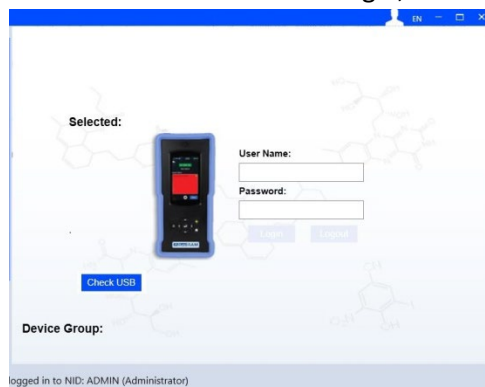 EN
Selected:
User Name:
Password:
Login Logout
Check USB
Device Group:
logged in to NID: ADMIN (Administrator)